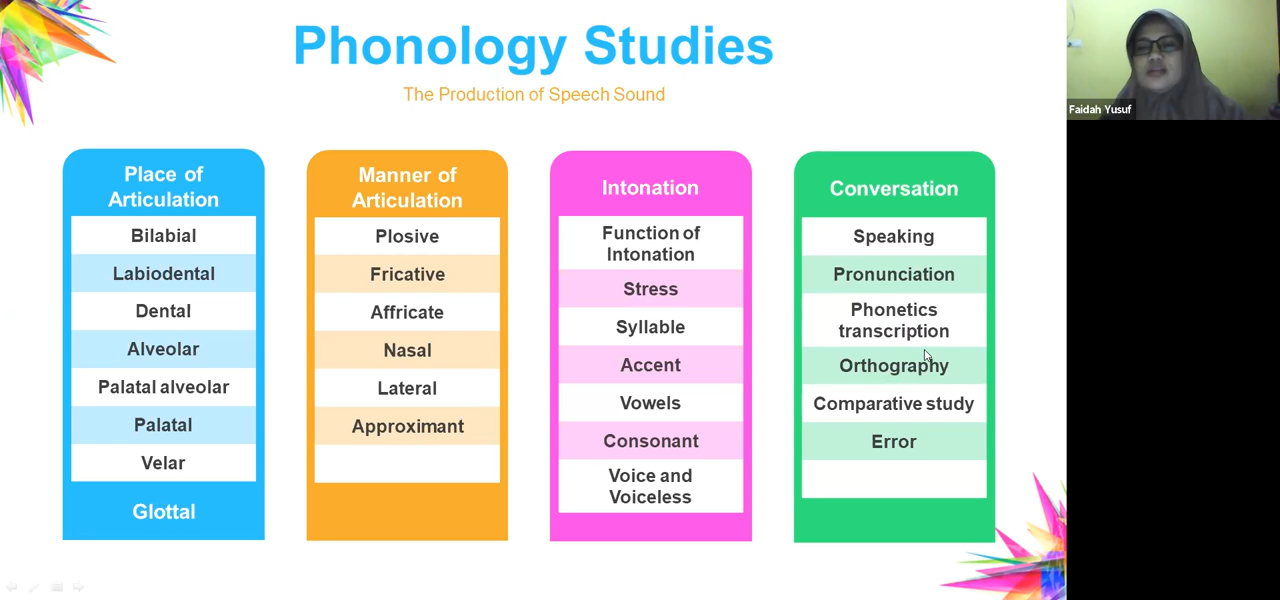 Phonology Studies
The Production of Speech Sound
Faidah Yusuf
Place of
Articulation
Bilabial
Labiodental
Dental
Alveolar
Palatal alveolar
Palatal
Velar
Glottal
Manner of
Articulation
Plosive
Fricative
Affricate
Nasal
Lateral
Approximant
Intonation
Function of
Intonation
Stress
Syllable
Accent
Vowels
Consonant
Voice and
Voiceless
Conversation
Speaking
Pronunciation
Phonetics
transcription
Orthography
Comparative study
Error